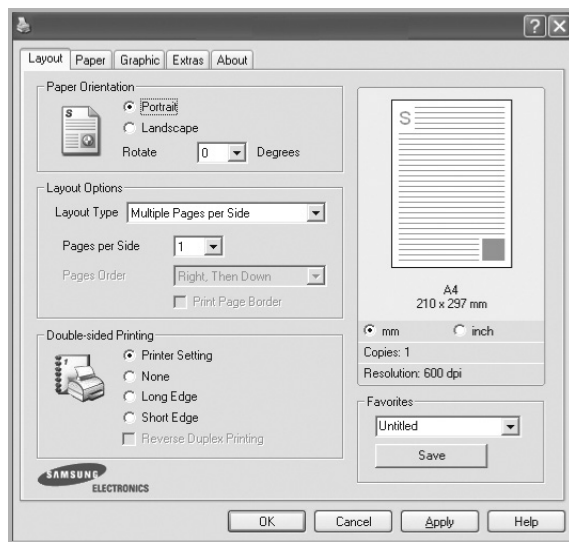 Layout Paper Graphic Extras About
Paper Orientation
S
Portrait
Landscape
Rotate 0 Degrees
Layout Options
Layout Type Multiple Pages per Side
Pages per Side 1
Pages Order Right, Then Down
Print Page Border
Double-sided Printing
Printer Setting
None
Long Edge
Short Edge
Reverse Duplex Printing
SAMSUNG
ELECTRONICS
S
A4
210 x 297 mm
mm inch
Copies: 1
Resolution: 600 dpi
Favorites
Untitled
Save
OK Cancel Apply Help